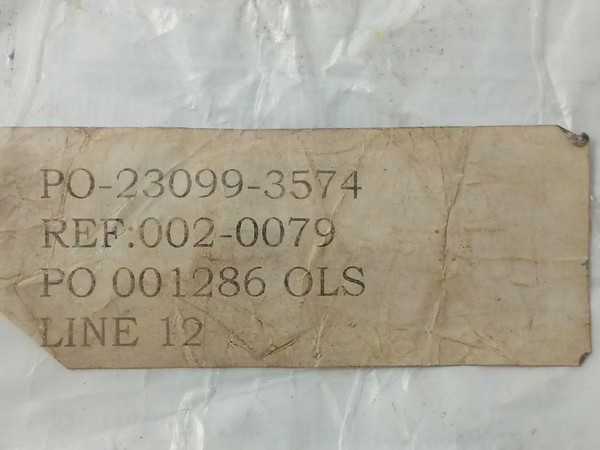 PO-23099-3574
REF:002-0079
PO 001286 OLS
LINE 12